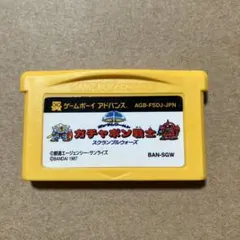 ゲームボーイ アドバンス
AGB-FSDJ-JPN
ガチャポン戦士
スクランブルウォーズ
©創通エージェンシー・サンライズ
©BANDAI 1987
BAN-SGW